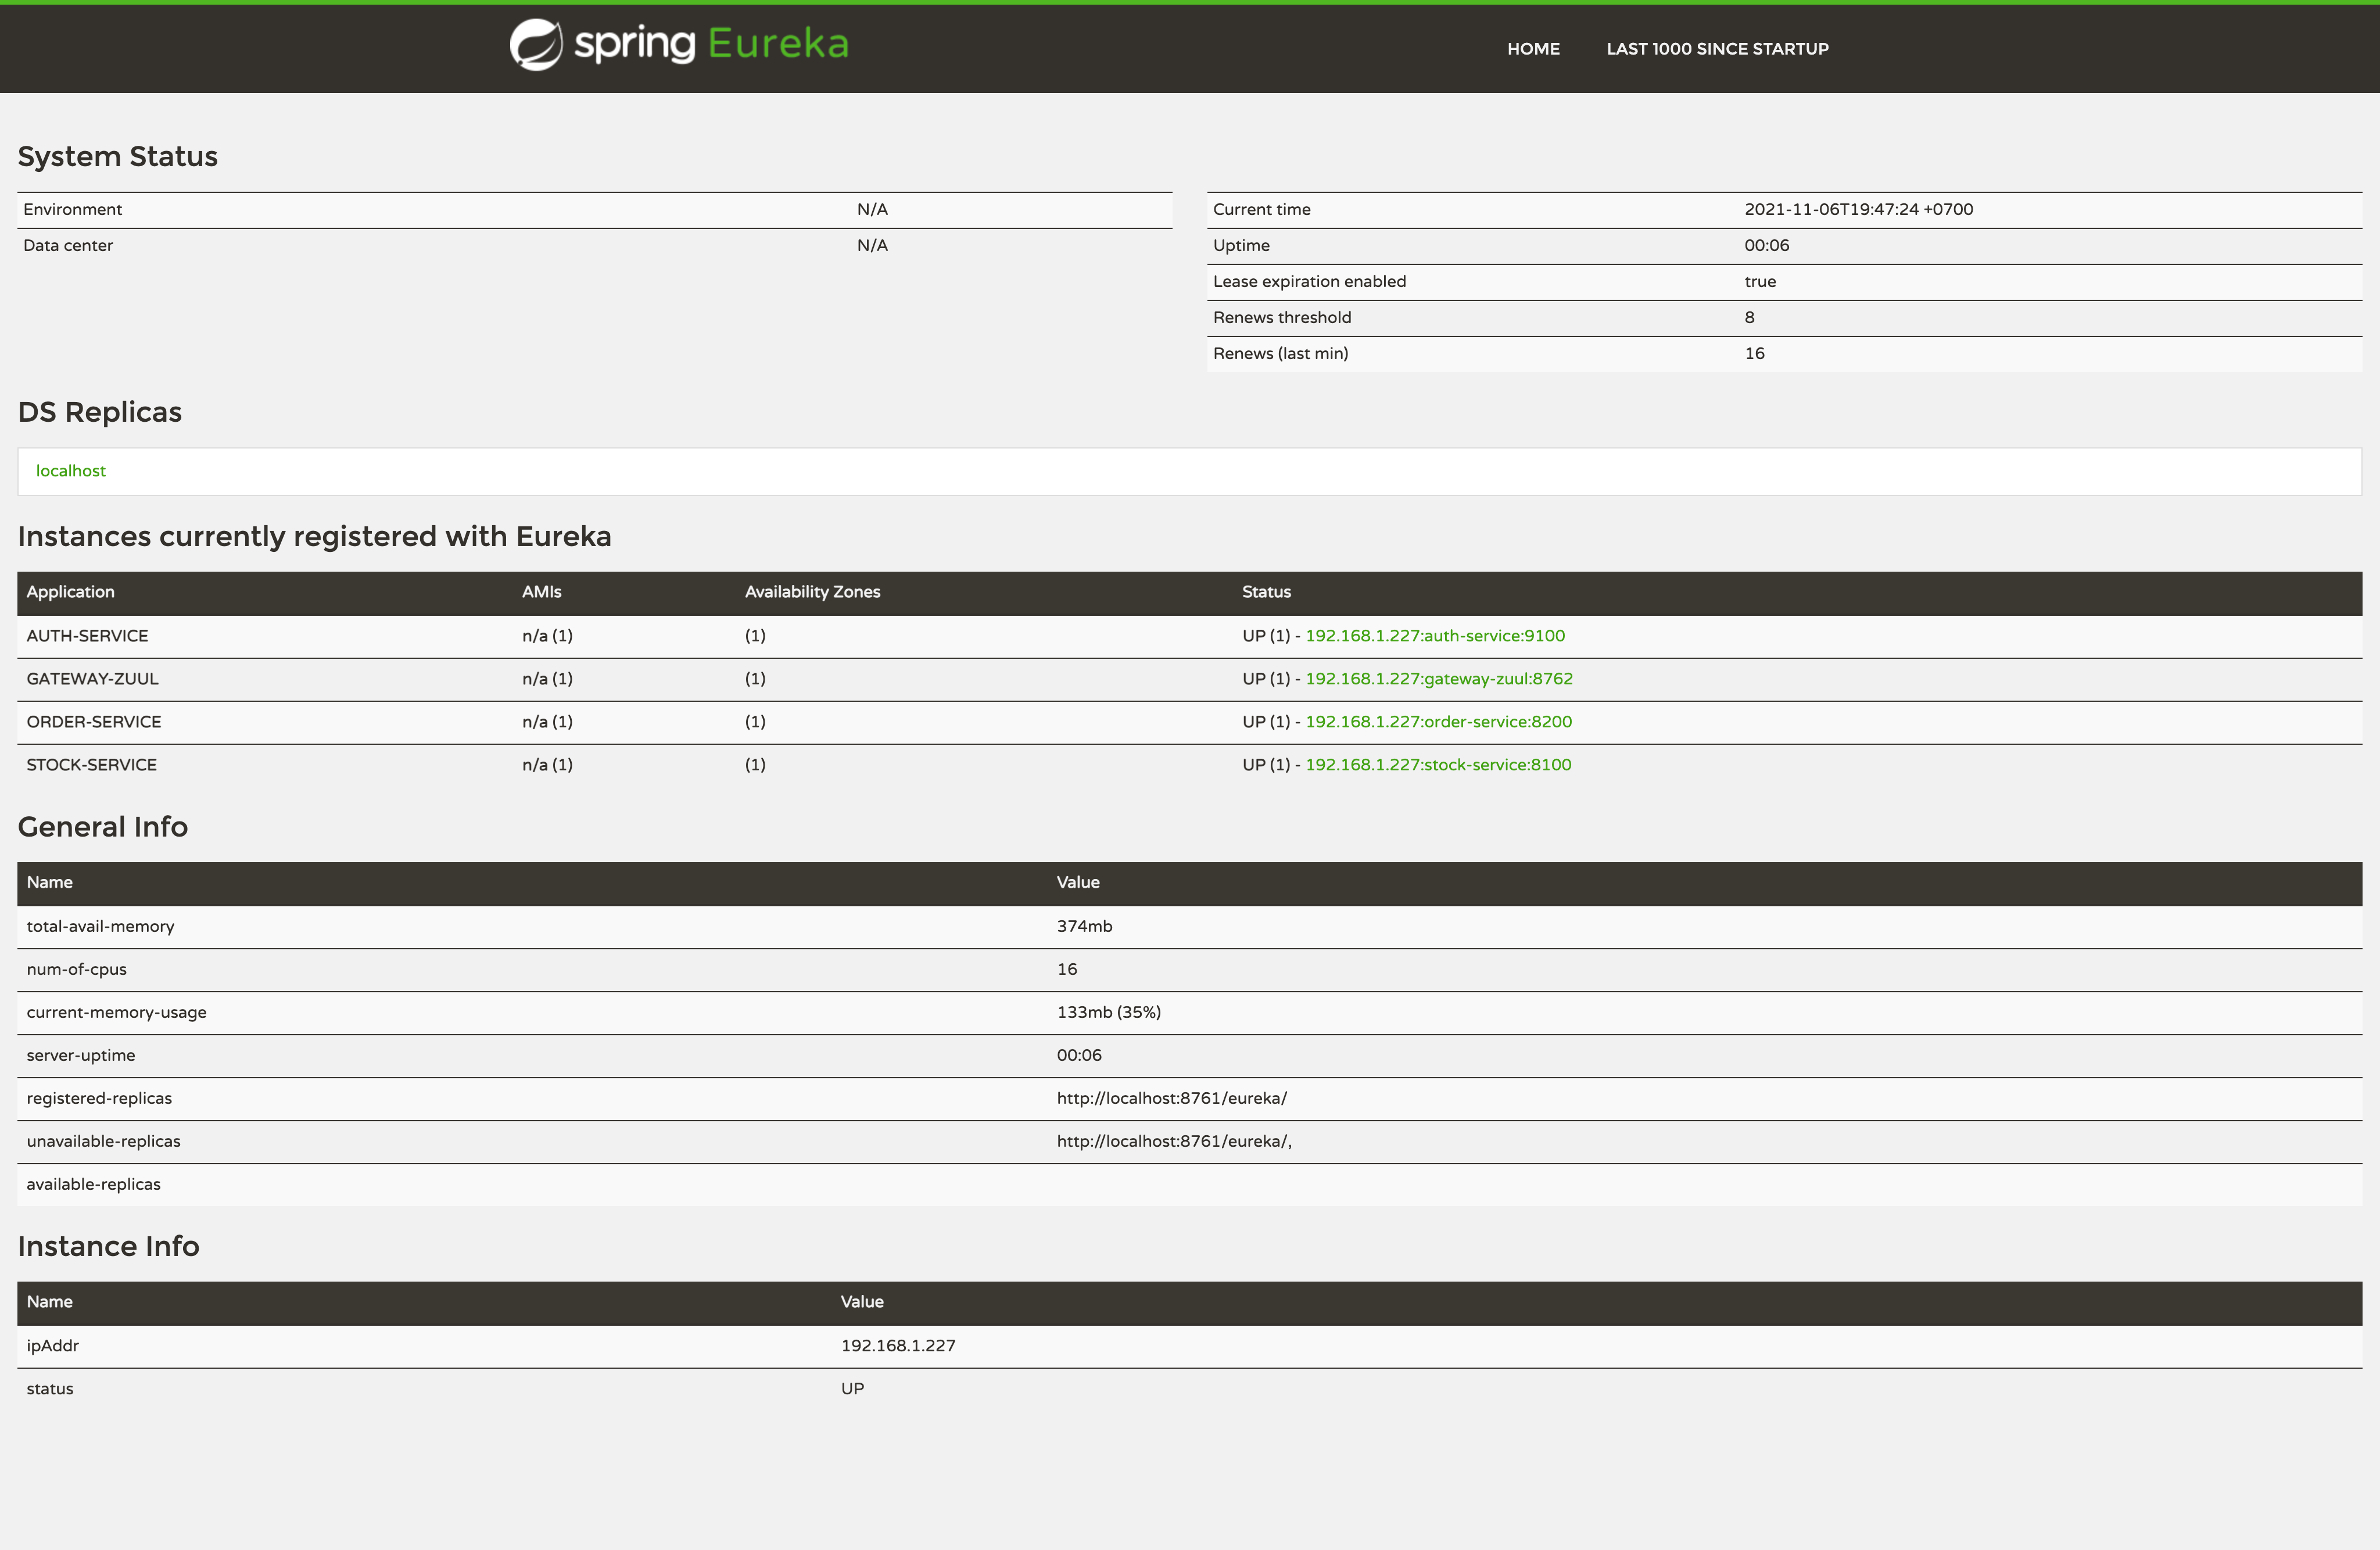 spring Eureka
HOME LAST 1000 SINCE STARTUP
System Status
Environment N/A
Data center N/A
Current time 2021-11-06T19:47:24 +0700
Uptime 00:06
Lease expiration enabled true
Renews threshold 8
Renews (last min) 16
DS Replicas
localhost
Instances currently registered with Eureka
Application AMIs Availability Zones Status
AUTH-SERVICE n/a (1) (1) UP (1) - 192.168.1.227:auth-service:9100
GATEWAY-ZUUL n/a (1) (1) UP (1) - 192.168.1.227:gateway-zuul:8762
ORDER-SERVICE n/a (1) (1) UP (1) - 192.168.1.227:order-service:8200
STOCK-SERVICE n/a (1) (1) UP (1) - 192.168.1.227:stock-service:8100
General Info
Name Value
total-avail-memory 374mb
num-of-cpus 16
current-memory-usage 133mb (35%)
server-uptime 00:06
registered-replicas http://localhost:8761/eureka/
unavailable-replicas http://localhost:8761/eureka/,
available-replicas
Instance Info
Name Value
ipAddr 192.168.1.227
status UP